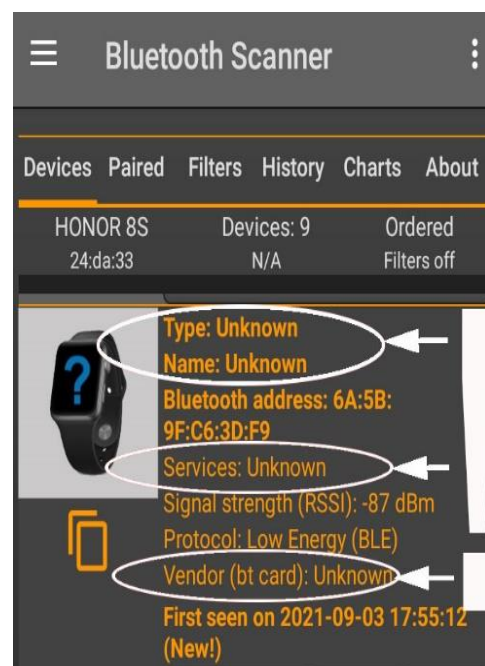 Bluetooth Scanner
Devices Paired Filters History Charts About
HONOR 8S Devices: 9 Ordered
24:da:33 N/A Filters off
?
Type: Unknown
Name: Unknown
Bluetooth address: 6A:5B:
9F:C6:3D:F9
Services: Unknown
Signal strength (RSSI): -87 dBm
Protocol: Low Energy (BLE)
Vendor (bt card): Unknown
First seen on 2021-09-03 17:55:12
(New!)